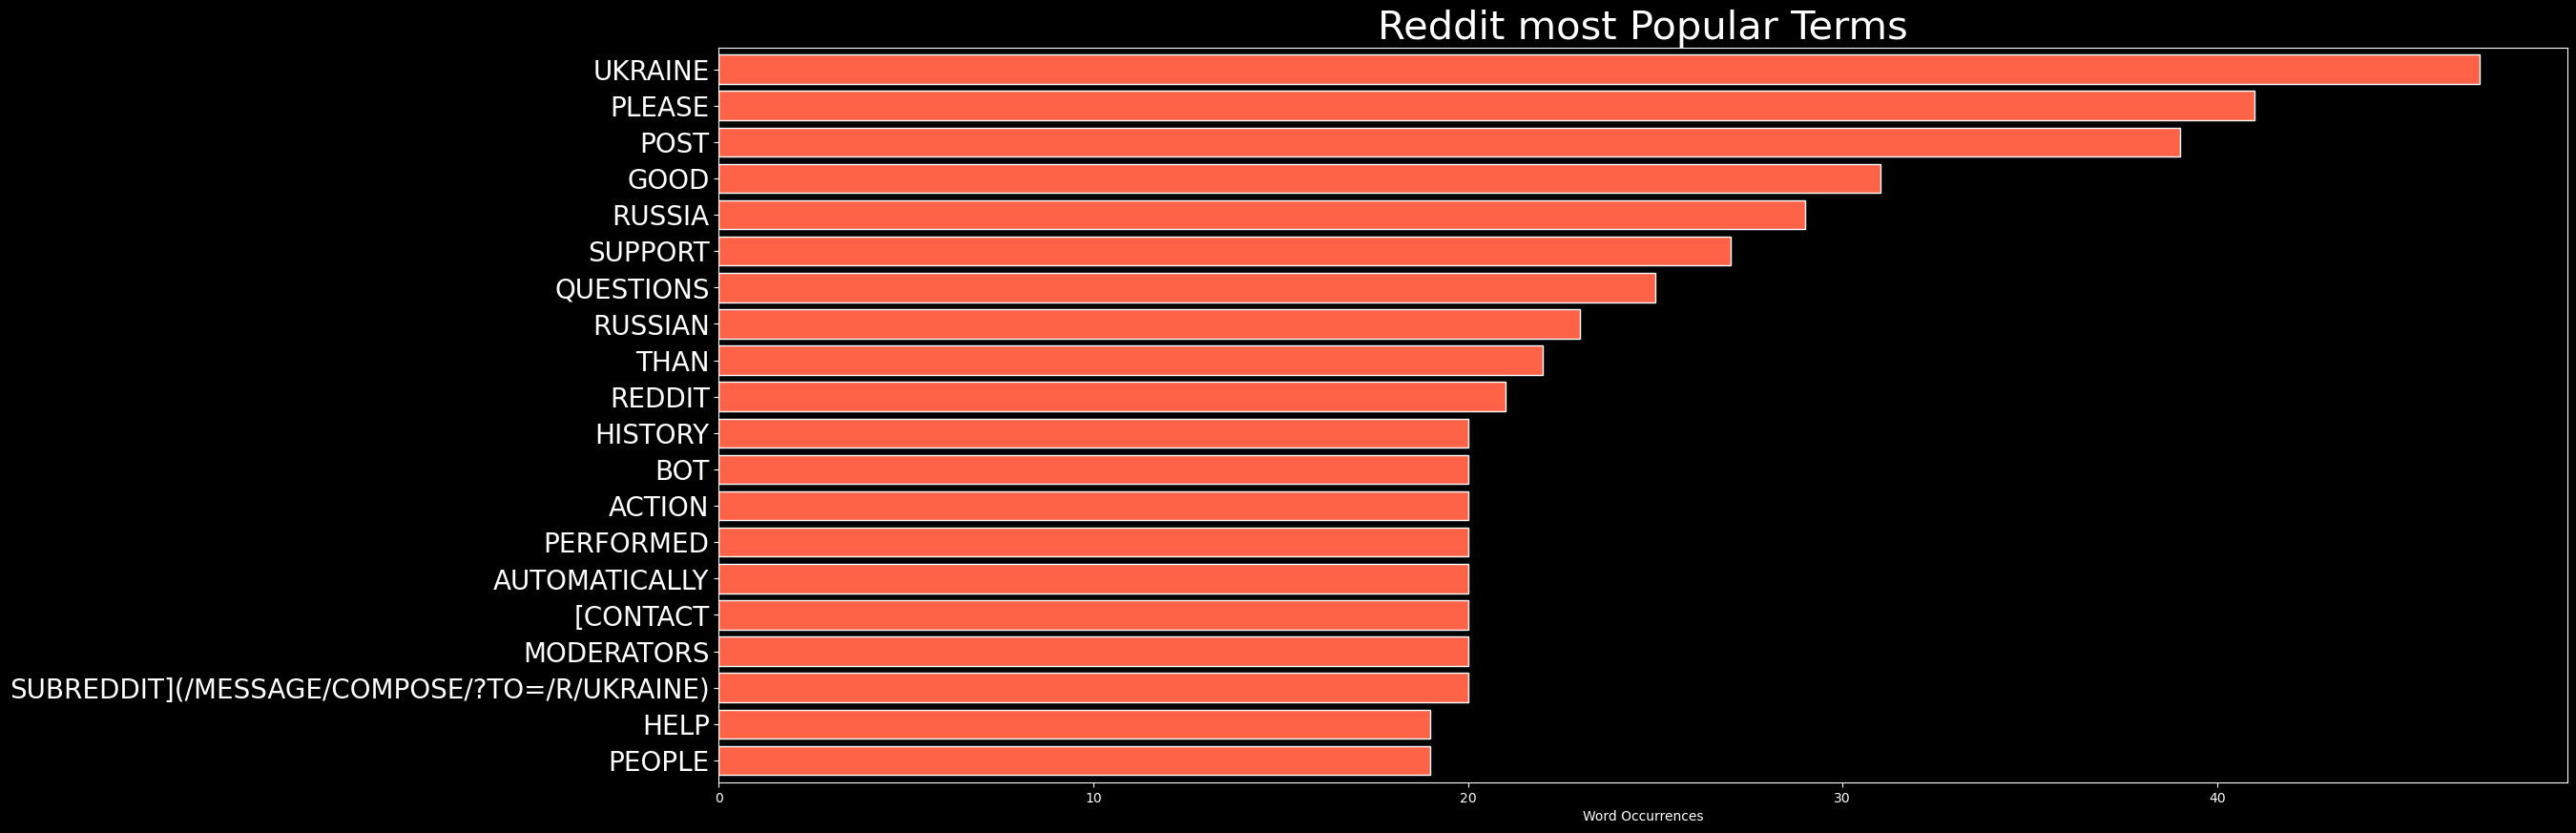 Reddit most Popular Terms
UKRAINE
PLEASE
POST
GOOD
RUSSIA
SUPPORT
QUESTIONS
RUSSIAN
THAN
REDDIT
HISTORY
BOT
ACTION
PERFORMED
AUTOMATICALLY
[CONTACT
MODERATORS
SUBREDDIT](/MESSAGE/COMPOSE/?TO=/R/UKRAINE)
HELP
PEOPLE
0 10 20 30 40
Word Occurrences